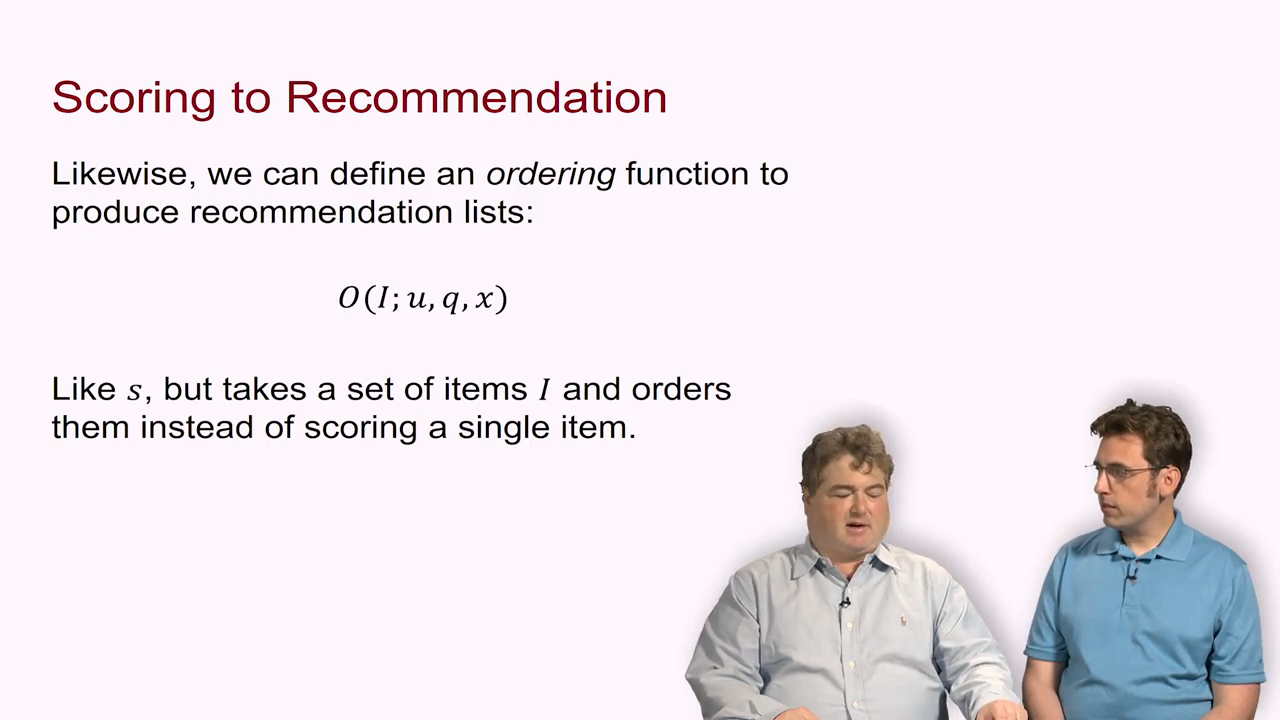 Scoring to Recommendation
Likewise, we can define an ordering function to
produce recommendation lists:
O(I; u, q, x)
Like s, but takes a set of items I and orders
them instead of scoring a single item.